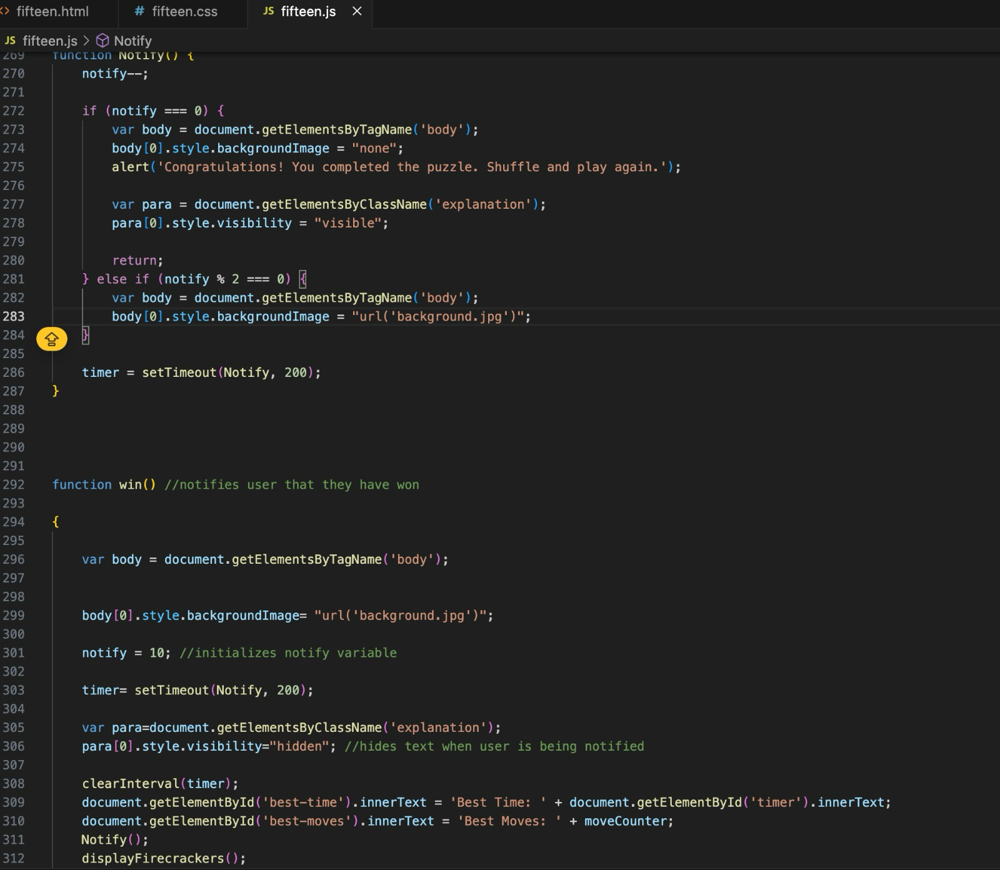 <> fifteen.html # fifteen.css JS fifteen.js ×
JS fifteen.js > Notify
269 function Notify() {
270 notify--;
271
272 if (notify === 0) {
273 var body = document.getElementsByTagName('body');
274 body[0].style.backgroundImage = "none";
275 alert('Congratulations! You completed the puzzle. Shuffle and play again.');
276
277 var para = document.getElementsByClassName('explanation');
278 para[0].style.visibility = "visible";
279
280 return;
281 } else if (notify % 2 === 0) {
282 var body = document.getElementsByTagName('body');
283 body[0].style.backgroundImage = "url('background.jpg')";
284 }
285
286 timer = setTimeout(Notify, 200);
287 }
288
289
290
291
292 function win() //notifies user that they have won
293
294 {
295
296 var body = document.getElementsByTagName('body');
297
298
299 body[0].style.backgroundImage= "url('background.jpg')";
300
301 notify = 10; //initializes notify variable
302
303 timer= setTimeout(Notify, 200);
304
305 var para=document.getElementsByClassName('explanation');
306 para[0].style.visibility="hidden"; //hides text when user is being notified
307
308 clearInterval(timer);
309 document.getElementById('best-time').innerText = 'Best Time: ' + document.getElementById('timer').innerText;
310 document.getElementById('best-moves').innerText = 'Best Moves: ' + moveCounter;
311 Notify();
312 displayFirecrackers();